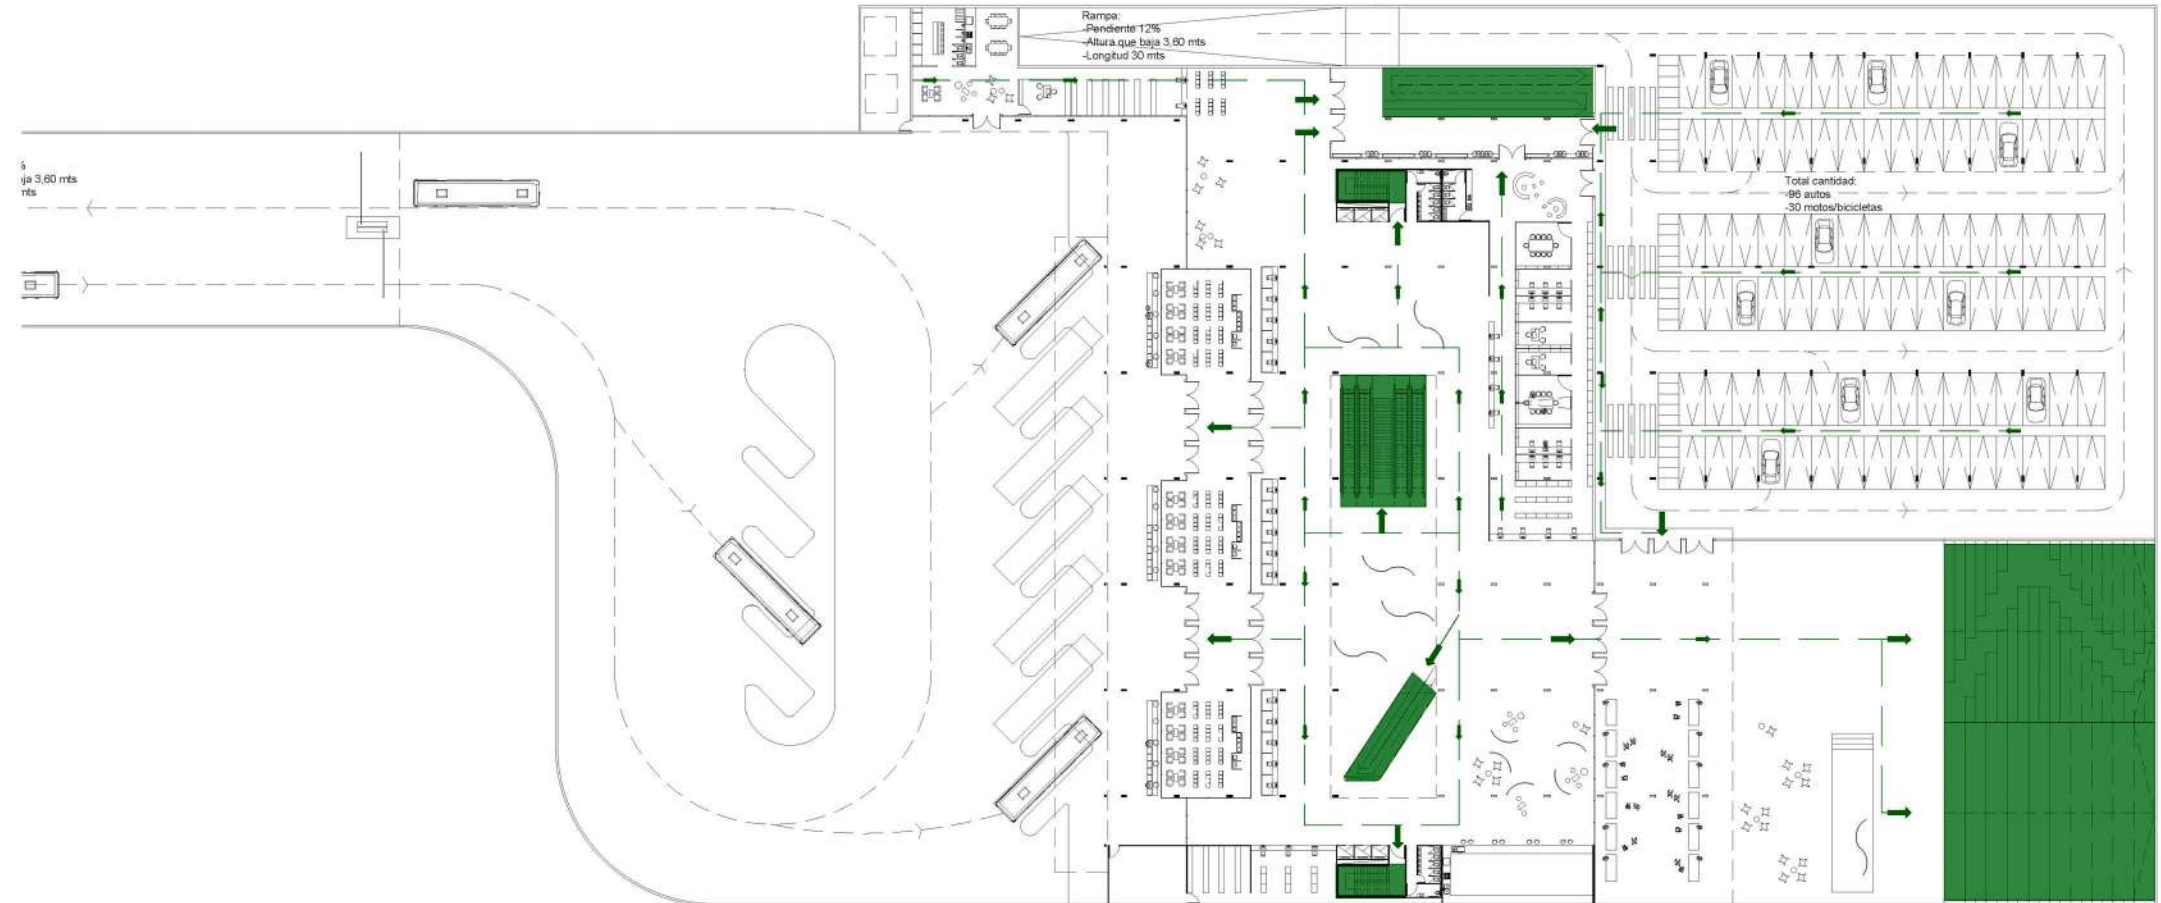 Rampa:
-Pendiente 12%
-Altura que baja 3,60 mts
-Longitud 30 mts
%
ja 3,60 mts
mts
Total cantidad:
-96 autos
-30 motos/bicicletas